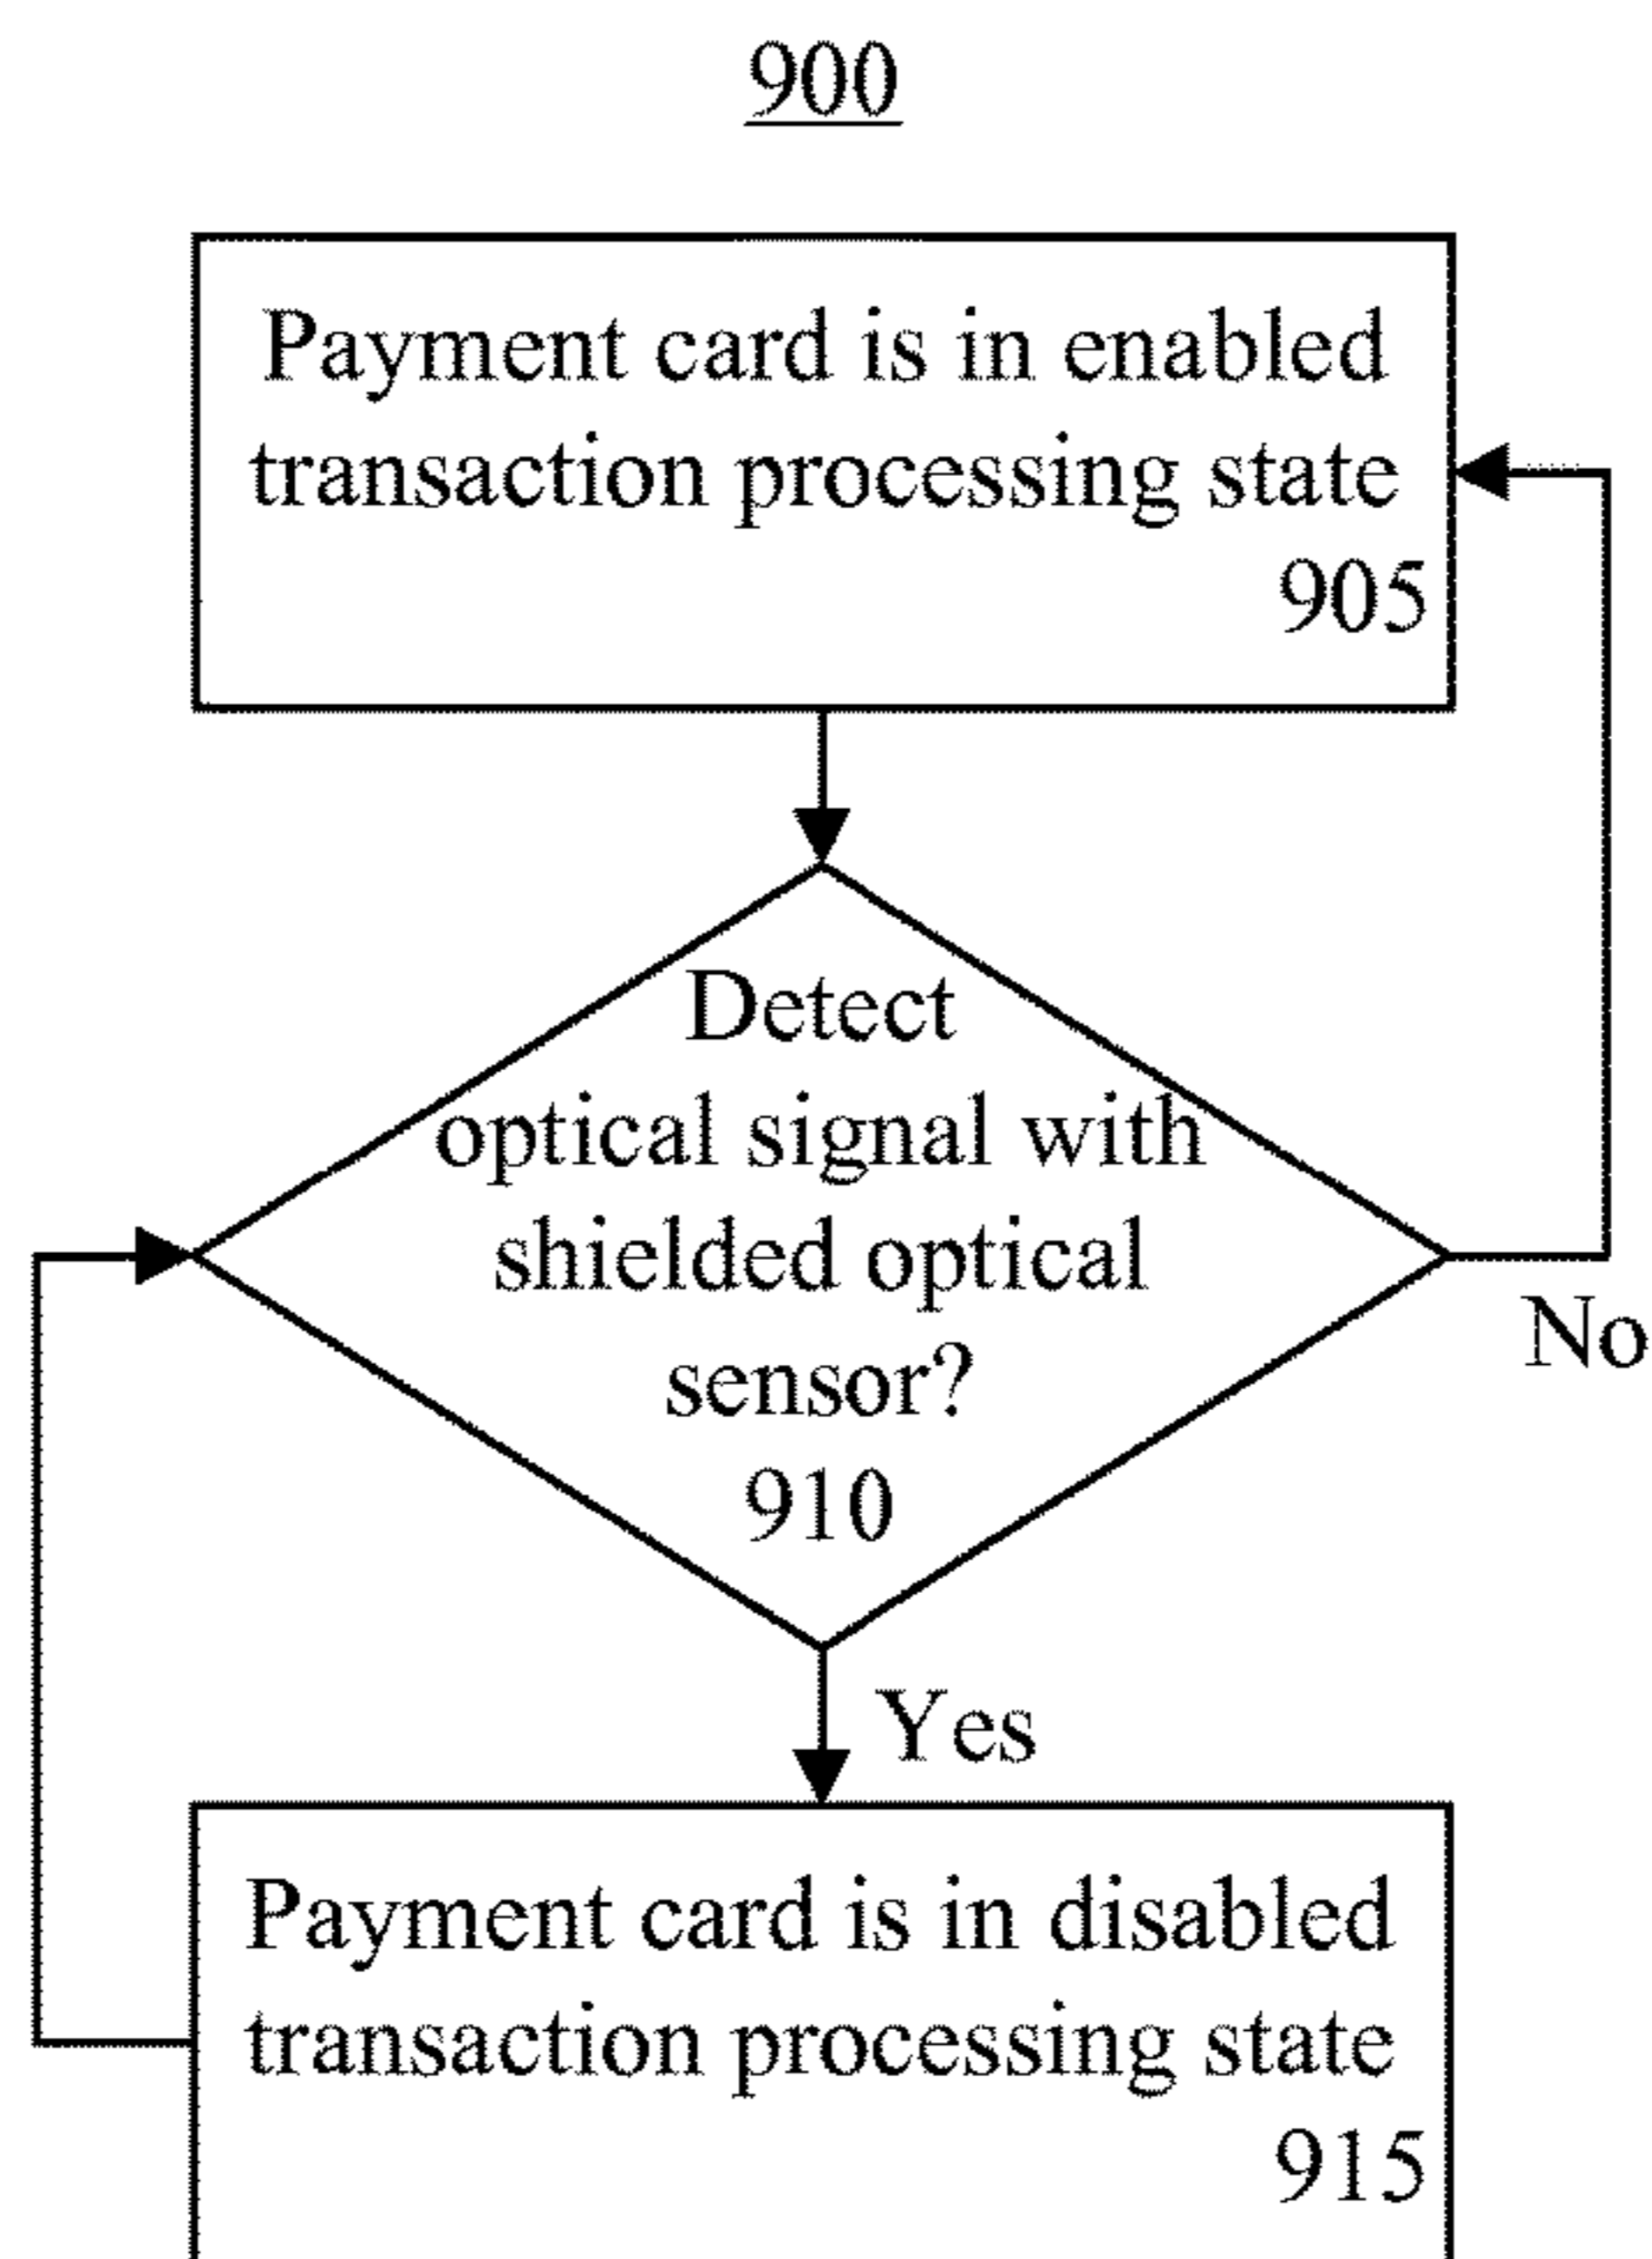 900
Payment card is in enabled
transaction processing state
905
Detect
optical signal with
shielded optical
sensor?
910
No
Yes
Payment card is in disabled
transaction processing state
915